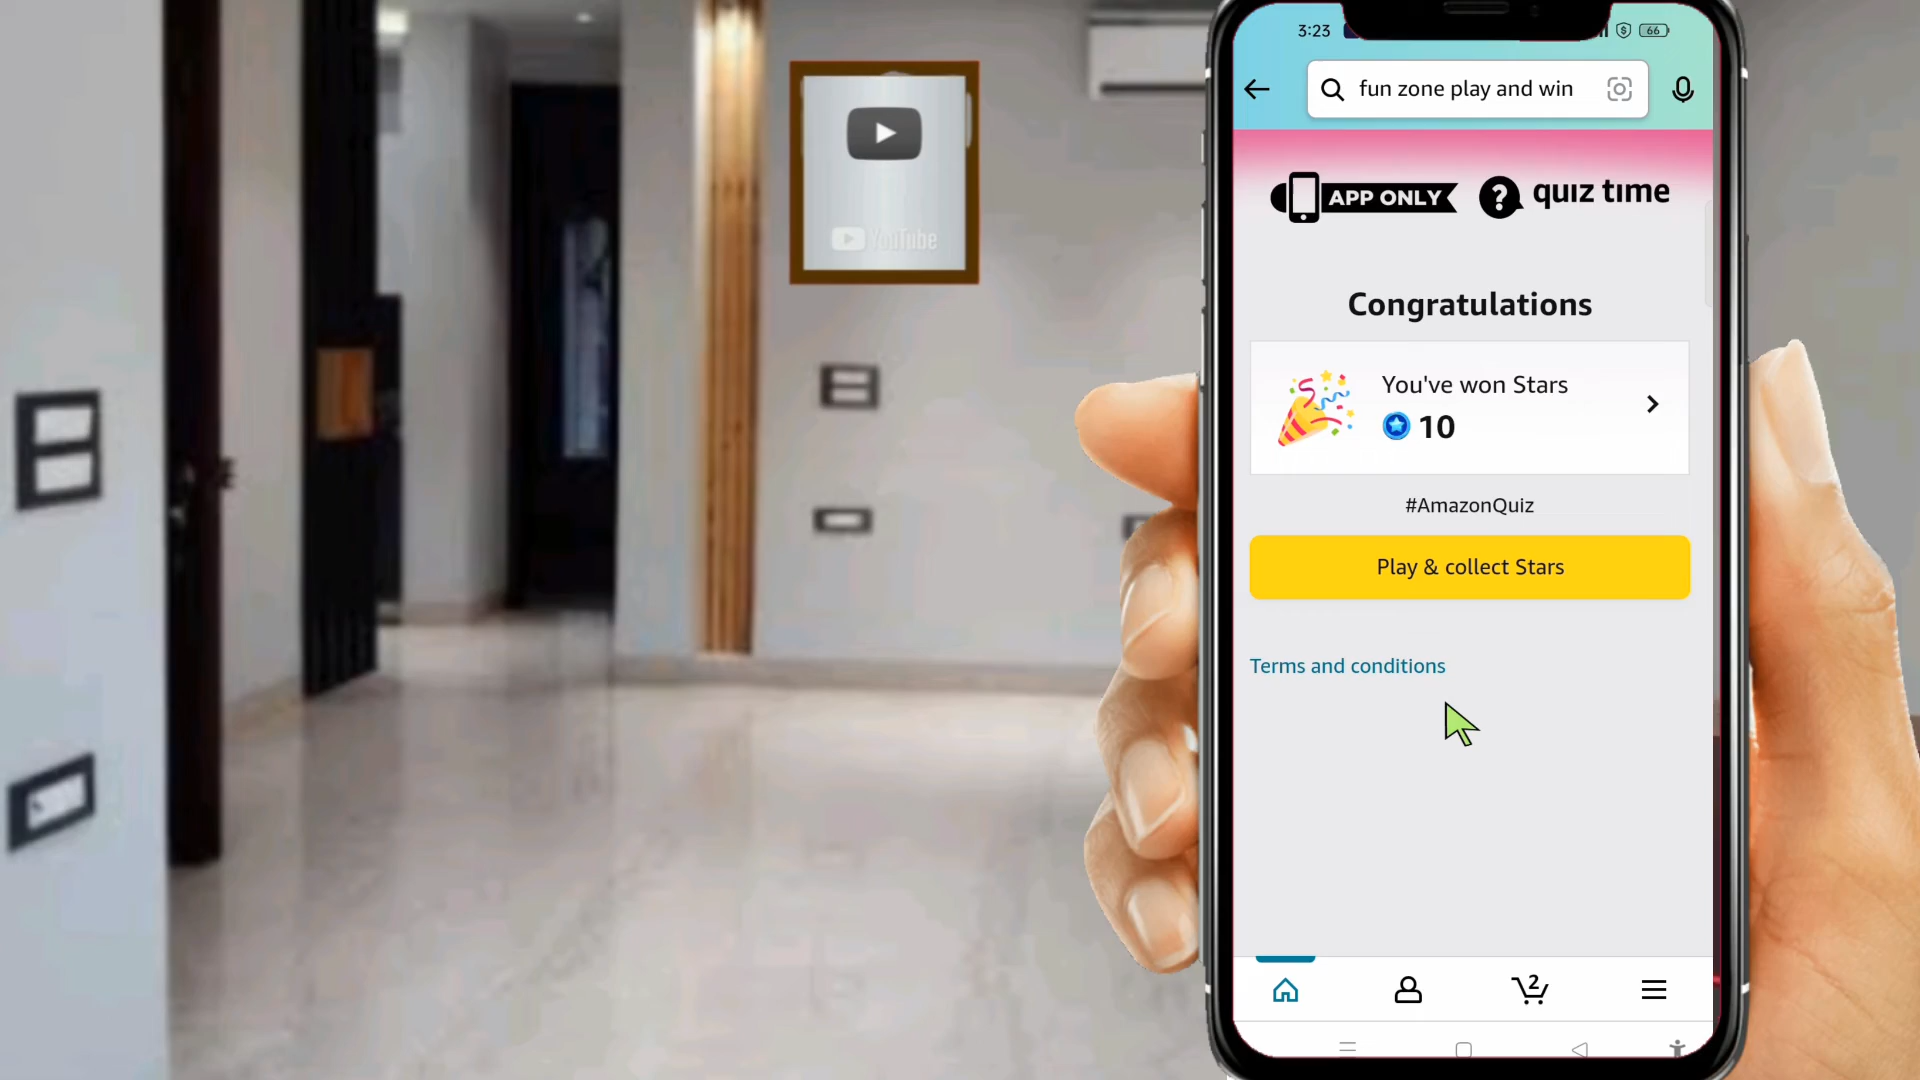 YouTube
3:23
66
fun zone play and win
APP ONLY
quiz time
Congratulations
You've won Stars
10
#AmazonQuiz
Play & collect Stars
Terms and conditions
2